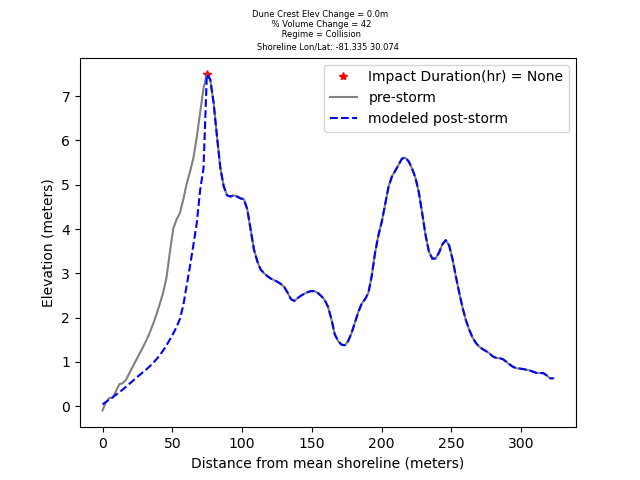 Dune Crest Elev Change = 0.0m
% Volume Change = 42
Regime = Collision
Shoreline Lon/Lat: -81.335 30.074
Impact Duration(hr) = None
pre-storm
modeled post-storm
Elevation (meters)
7
6
5
4
3
2
1
0
0 50 100 150 200 250 300
Distance from mean shoreline (meters)